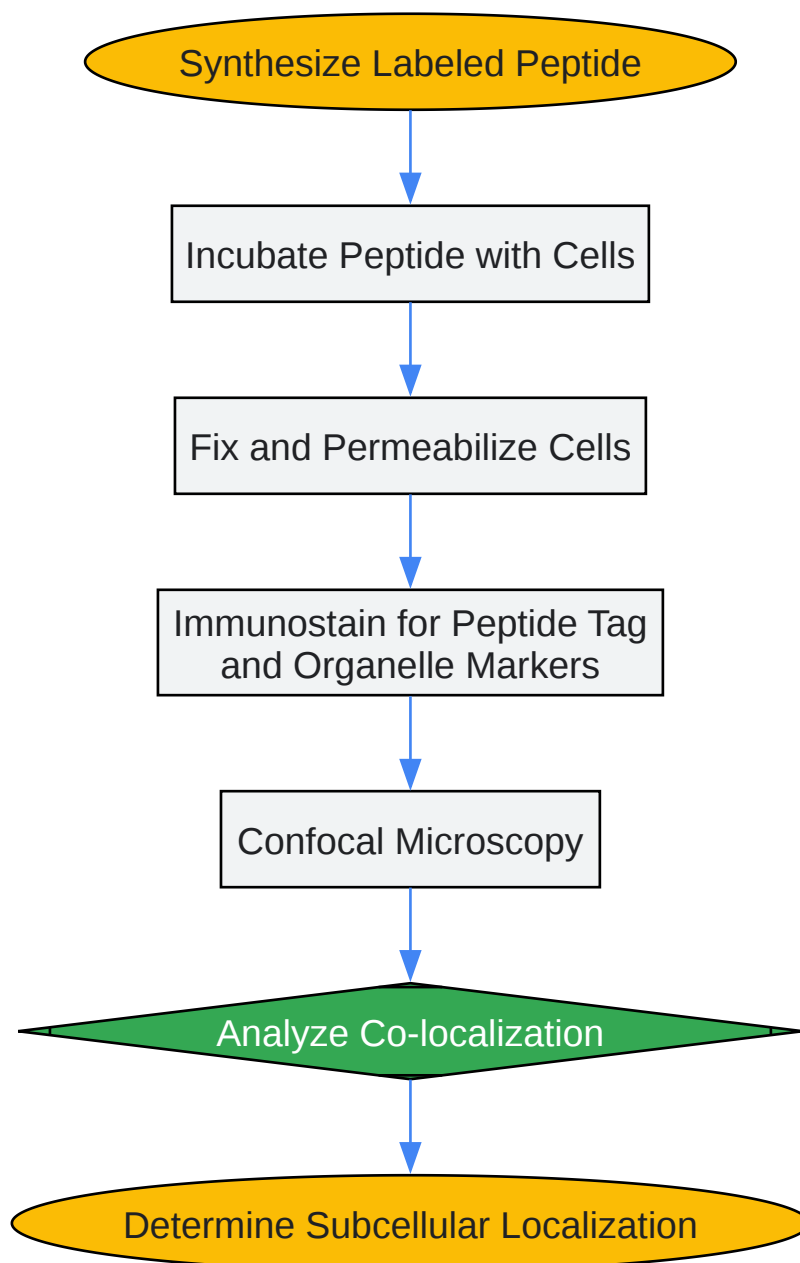 Synthesize Labeled Peptide
Incubate Peptide with Cells
Fix and Permeabilize Cells
Immunostain for Peptide Tag
and Organelle Markers
Confocal Microscopy
Analyze Co-localization
Determine Subcellular Localization